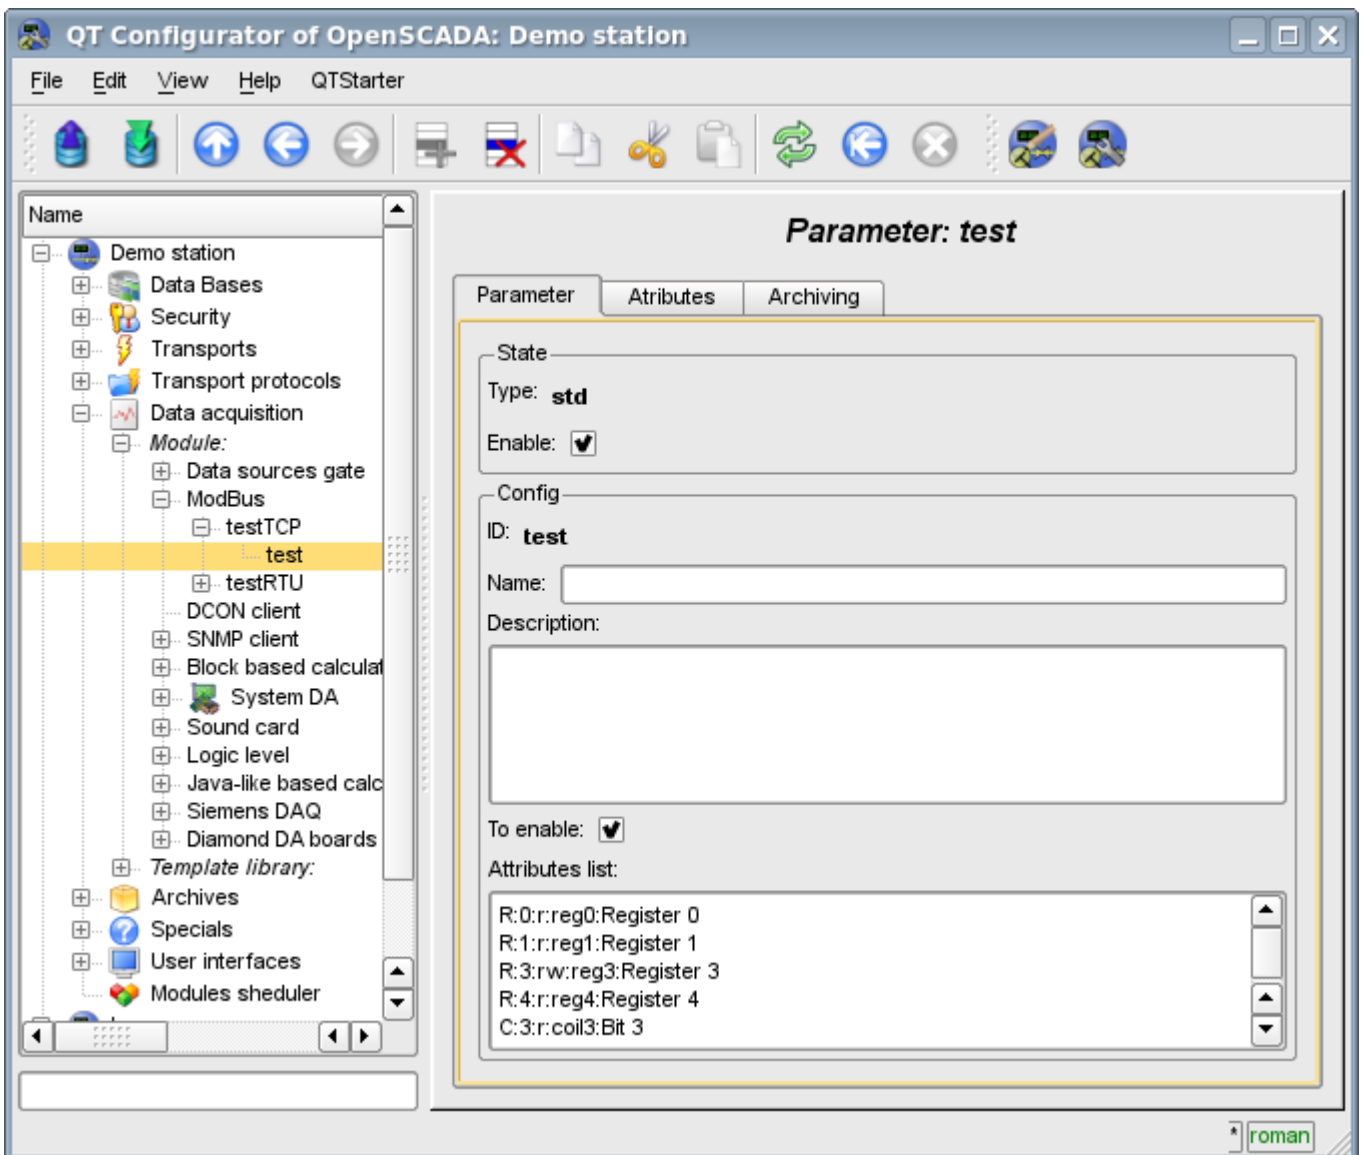 QT Configurator of OpenSCADA: Demo station
File Edit View Help QTStarter
Name
Demo station
Data Bases
Security
Transports
Transport protocols
Data acquisition
Module:
Data sources gate
ModBus
testTCP
test
testRTU
DCON client
SNMP client
Block based calculat
System DA
Sound card
Logic level
Java-like based calc
Siemens DAQ
Diamond DA boards
Template library:
Archives
Specials
User interfaces
Modules sheduler
Parameter: test
Parameter Atributes Archiving
State
Type: std
Enable:
Config
ID: test
Name:
Description:
To enable:
Attributes list:
R:0:r:reg0:Register 0
R:1:r:reg1:Register 1
R:3:rw:reg3:Register 3
R:4:r:reg4:Register 4
C:3:r:coil3:Bit 3
* roman